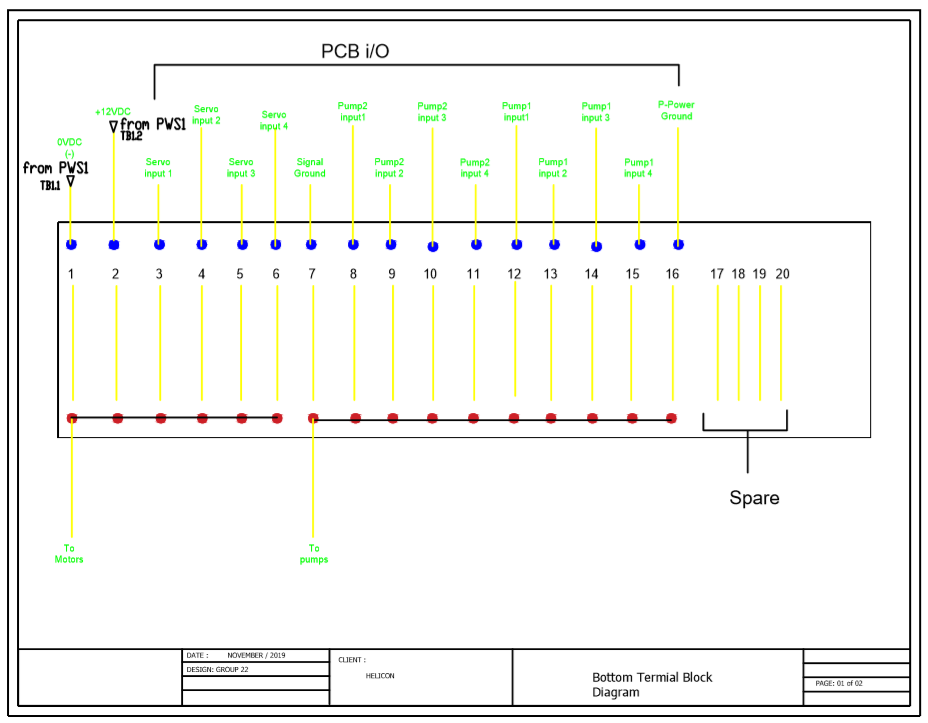 PCB i/O
+12VDC
from PWS1
TB1.2
0VDC
(-)
from PWS1
TB1.1
Servo
input 1
Servo
input 2
Servo
input 3
Servo
input 4
Signal
Ground
Pump2
input1
Pump2
input 2
Pump2
input 3
Pump2
input 4
Pump1
input1
Pump1
input 2
Pump1
input 3
Pump1
input 4
P-Power
Ground
1 2 3 4 5 6 7 8 9 10 11 12 13 14 15 16 17 18 19 20
Spare
To
Motors
To
pumps
DATE : NOVEMBER / 2019
DESIGN: GROUP 22
CLIENT :
HELICON
Bottom Termial Block
Diagram
PAGE: 01 of 02